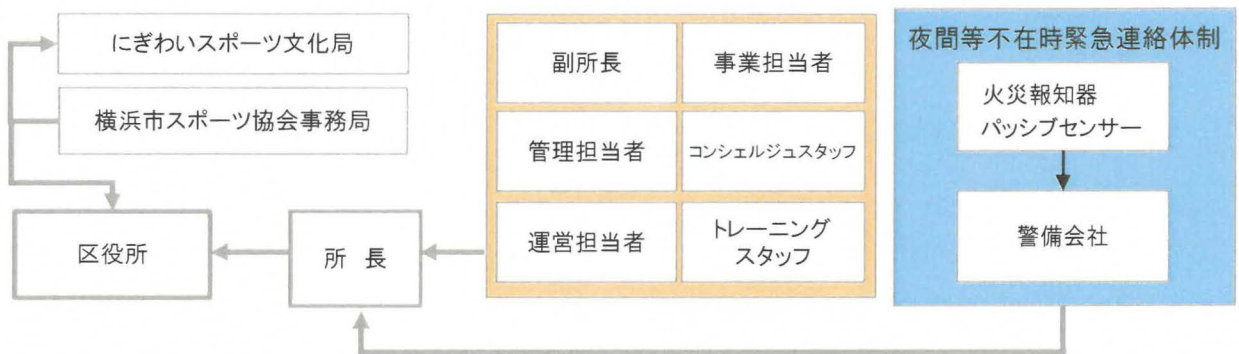 にぎわいスポーツ文化局
横浜市スポーツ協会事務局
区役所
所 長
副所長
事業担当者
管理担当者
コンシェルジュスタッフ
運営担当者
トレーニング
スタッフ
夜間等不在時緊急連絡体制
火災報知器
パッシブセンサー
警備会社